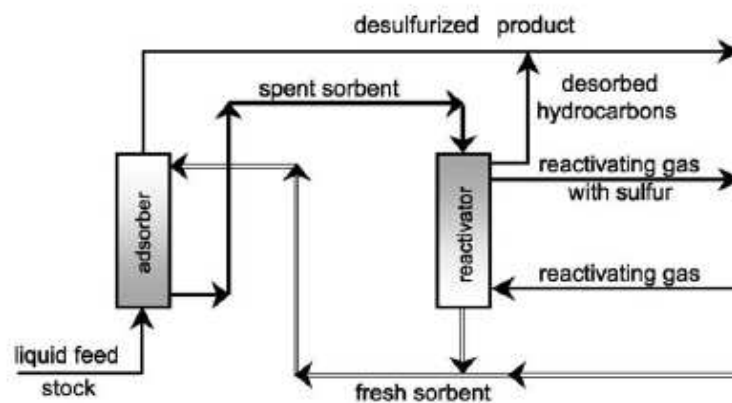 desulfurized product
spent sorbent
desorbed
hydrocarbons
reactivating gas
with sulfur
adsorber
reactivator
reactivating gas
liquid feed
stock
fresh sorbent